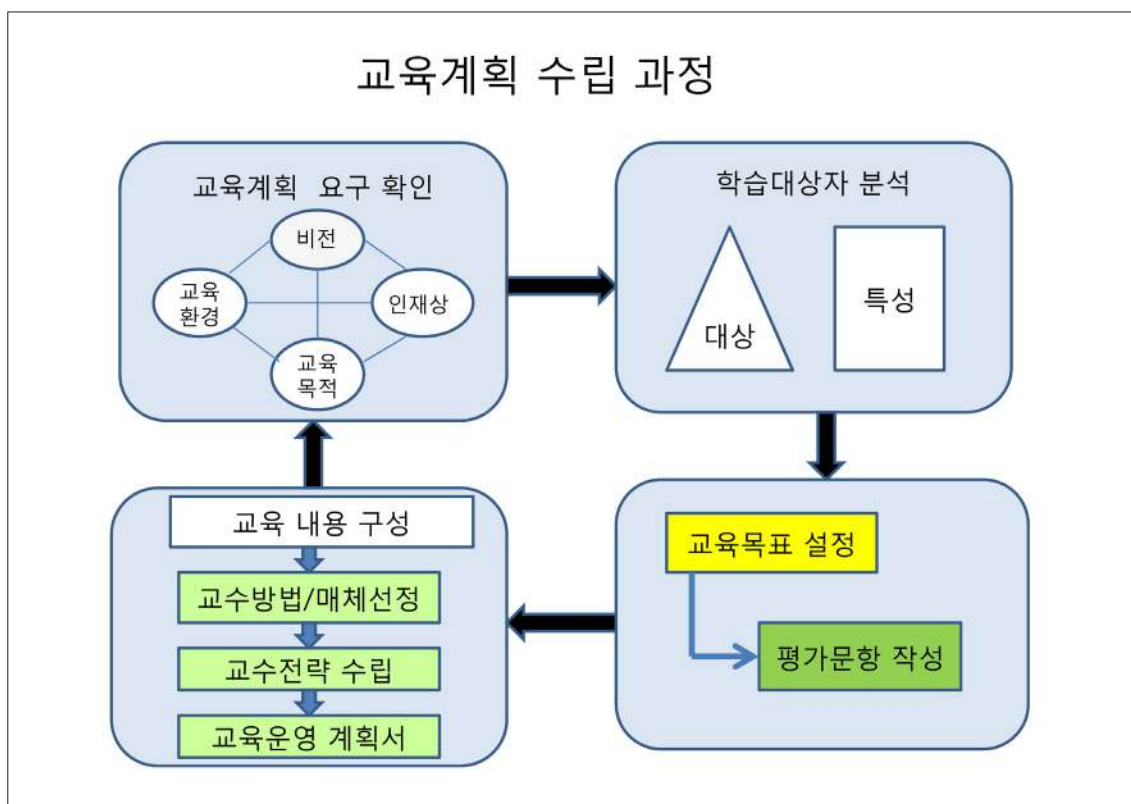 교육계획 수립 과정
교육계획 요구 확인
비전
교육
환경
인재상
교육
목적
학습대상자 분석
대상
특성
교육목표 설정
평가문항 작성
교육 내용 구성
교수방법/매체선정
교수전략 수립
교육운영 계획서